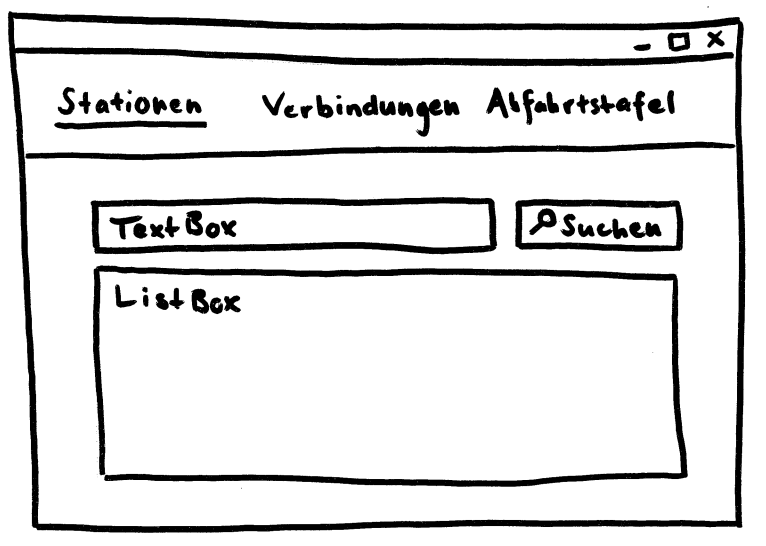 Stationen Verbindungen Abfahrtstafel
TextBox Suchen
ListBox